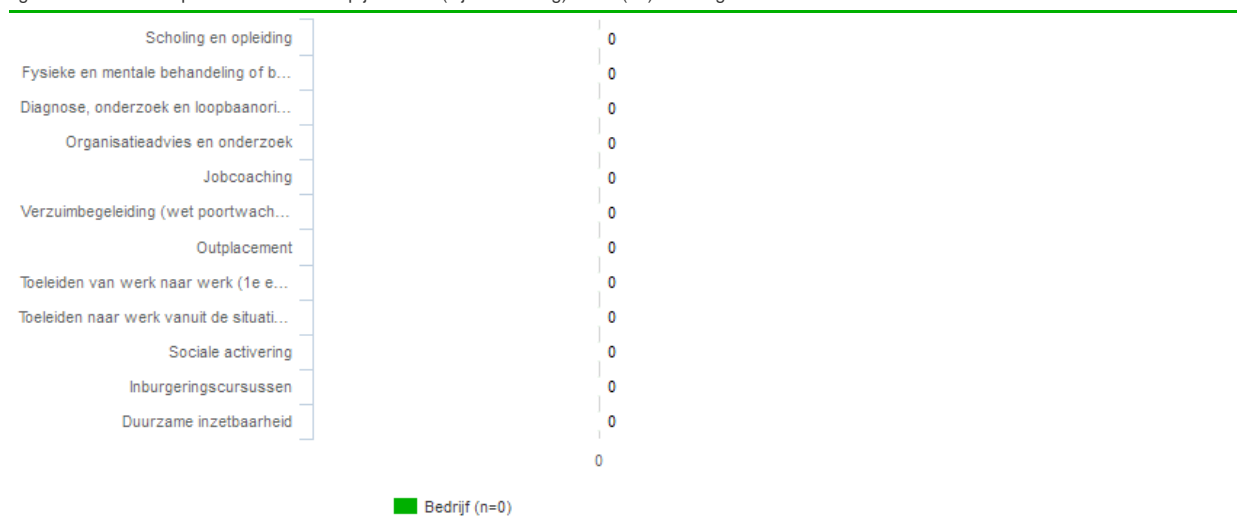 Scholing en opleiding 0
Fysieke en mentale behandeling of b... 0
Diagnose, onderzoek en loopbaanori... 0
Organisatieadvies en onderzoek 0
Jobcoaching 0
Verzuimbegeleiding (wet poortwach... 0
Outplacement 0
Toeleiden van werk naar werk (1e e... 0
Toeleiden naar werk vanuit de situati... 0
Sociale activering 0
Inburgeringscursussen 0
Duurzame inzetbaarheid 0
0
Bedrijf (n=0)